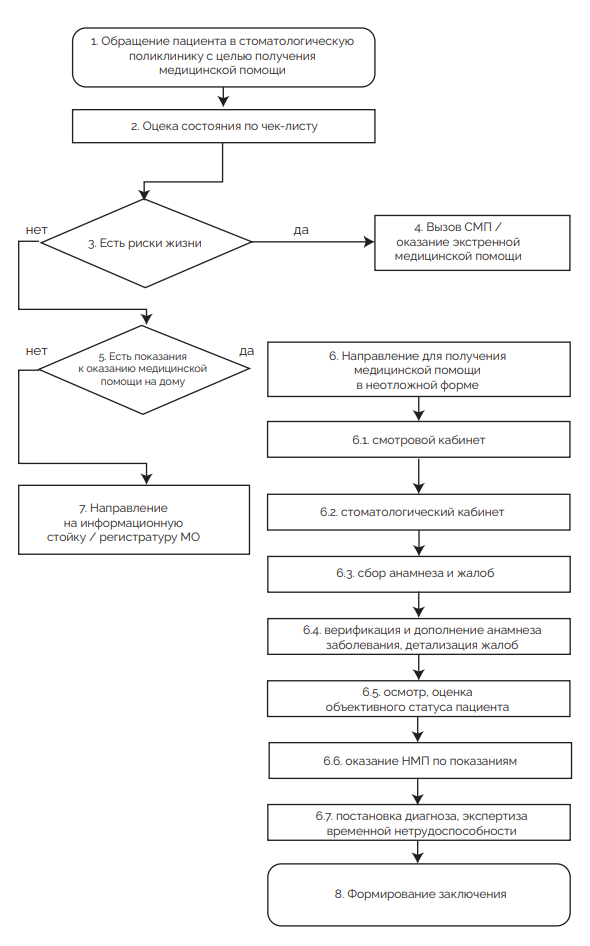 1. Обращение пациента в стоматологическую
поликлинику с целью получения
медицинской помощи
2. Оцека состояния по чек-листу
нет
3. Есть риски жизни
да
4. Вызов СМП /
оказание экстренной
медицинской помощи
нет
5. Есть показания
к оказанию медицинской
помощи на дому
да
6. Направление для получения
медицинской помощи
в неотложной форме
6.1. смотровой кабинет
7. Направление
на информационную
стойку / регистратуру МО
6.2. стоматологический кабинет
6.3. сбор анамнеза и жалоб
6.4. верификация и дополнение анамнеза
заболевания, детализация жалоб
6.5. осмотр, оценка
объективного статуса пациента
6.6. оказание НМП по показаниям
6.7. постановка диагноза, экспертиза
временной нетрудоспособности
8. Формирование заключения